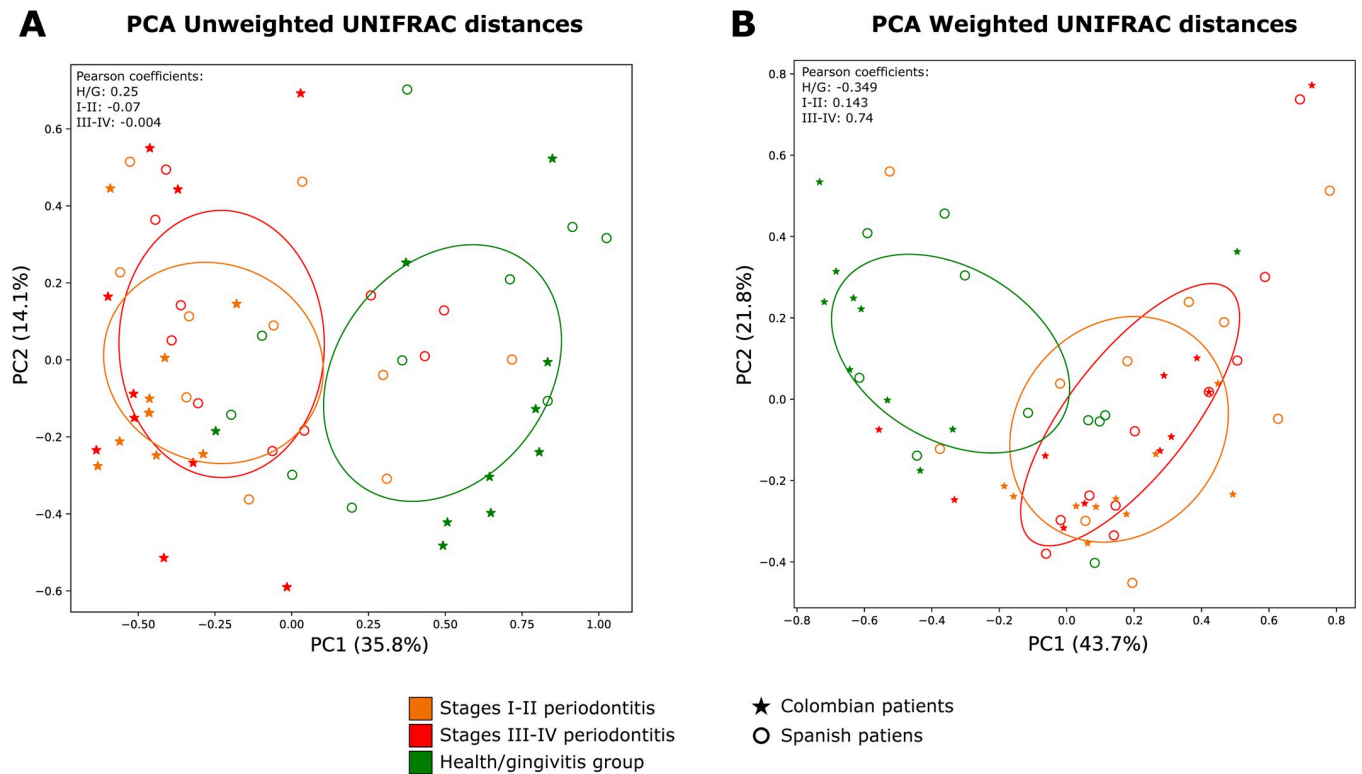 A
PCA Unweighted UNIFRAC distances
Pearson coefficients:
H/G: 0.25
I-II: -0.07
III-IV: -0.004
0.6
0.4
0.2
0.0
−0.2
−0.4
−0.6
PC2 (14.1%)
−0.50
−0.25
0.00
0.25
0.50
0.75
1.00
PC1 (35.8%)
B
PCA Weighted UNIFRAC distances
Pearson coefficients:
H/G: -0.349
I-II: 0.143
III-IV: 0.74
0.8
0.6
0.4
0.2
0.0
−0.2
−0.4
PC2 (21.8%)
−0.8
−0.6
−0.4
−0.2
0.0
0.2
0.4
0.6
0.8
PC1 (43.7%)
Stages I-II periodontitis
Stages III-IV periodontitis
Health/gingivitis group
Colombian patients
Spanish patiens